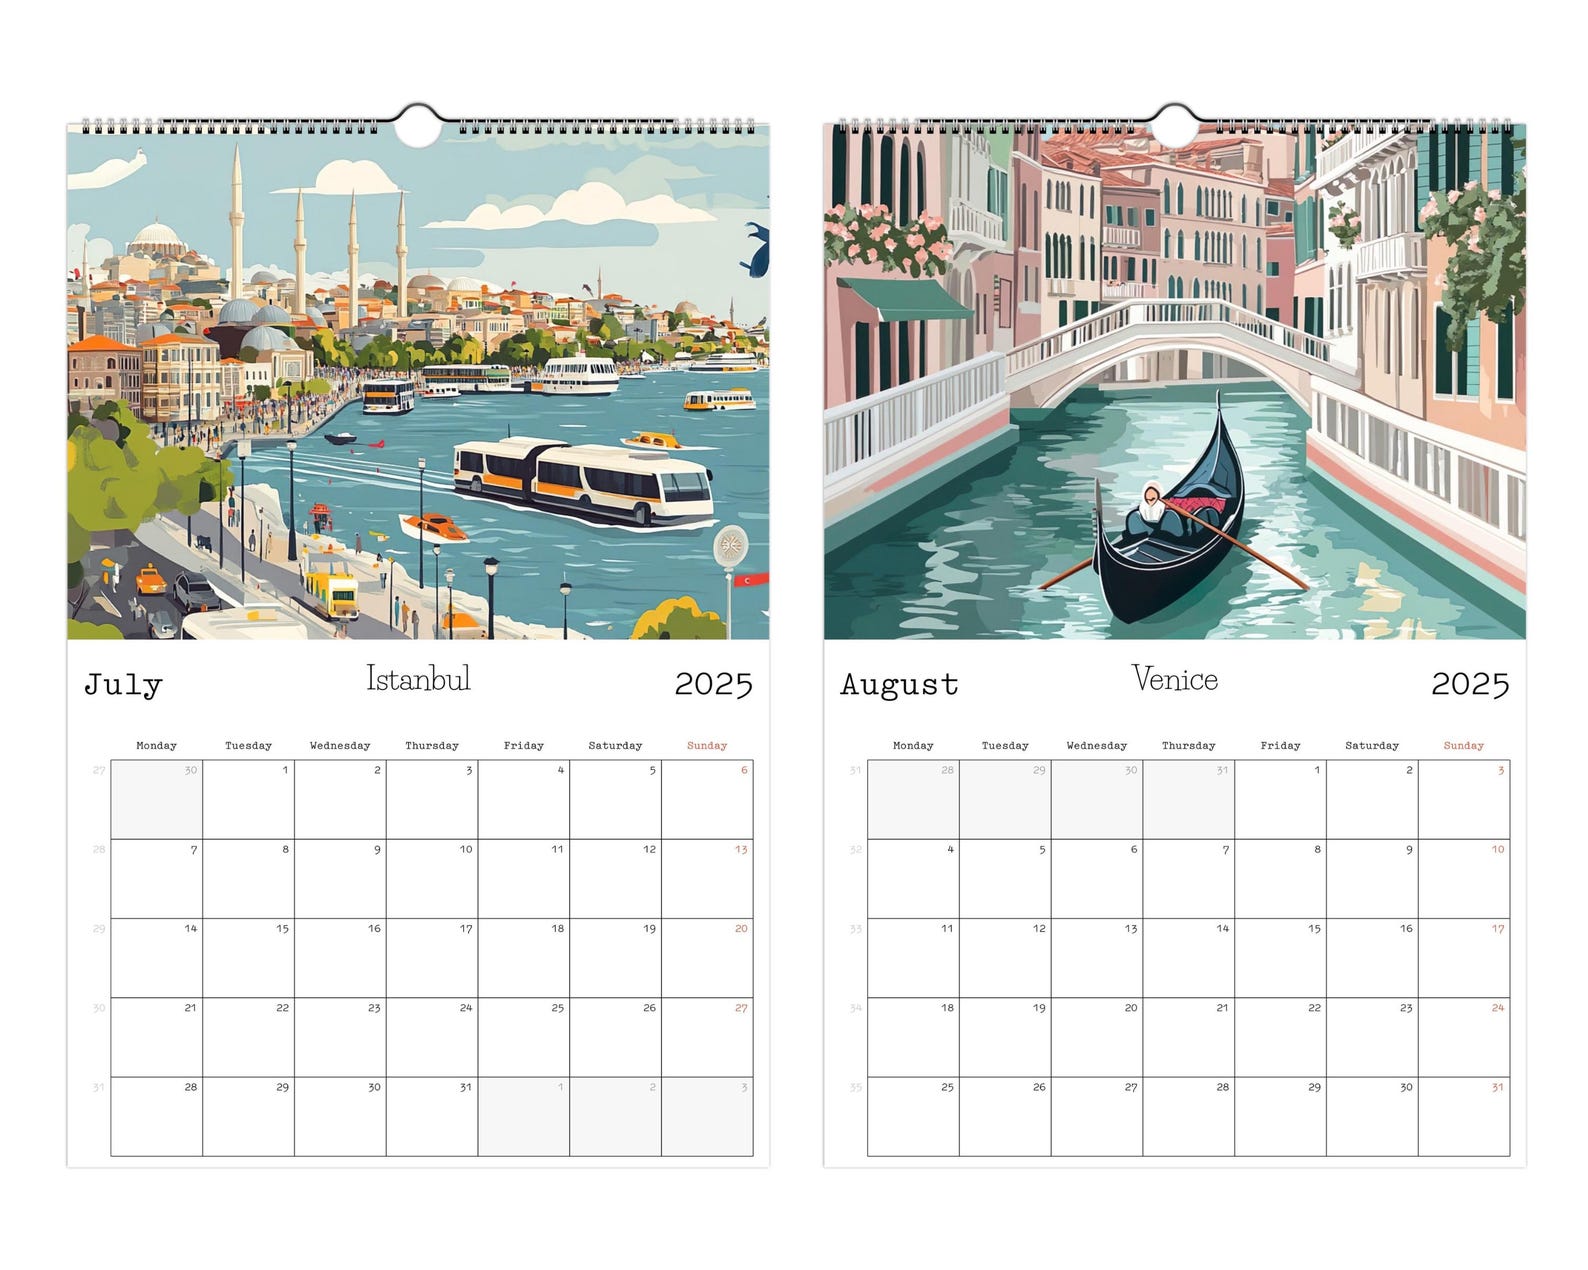 July Istanbul 2025
Monday Tuesday Wednesday Thursday Friday Saturday Sunday
27 30 1 2 3 4 5 6
28 7 8 9 10 11 12 13
29 14 15 16 17 18 19 20
30 21 22 23 24 25 26 27
31 28 29 30 31 1 2 3
August Venice 2025
Monday Tuesday Wednesday Thursday Friday Saturday Sunday
31 28 29 30 31 1 2 3
32 4 5 6 7 8 9 10
33 11 12 13 14 15 16 17
34 18 19 20 21 22 23 24
35 25 26 27 28 29 30 31